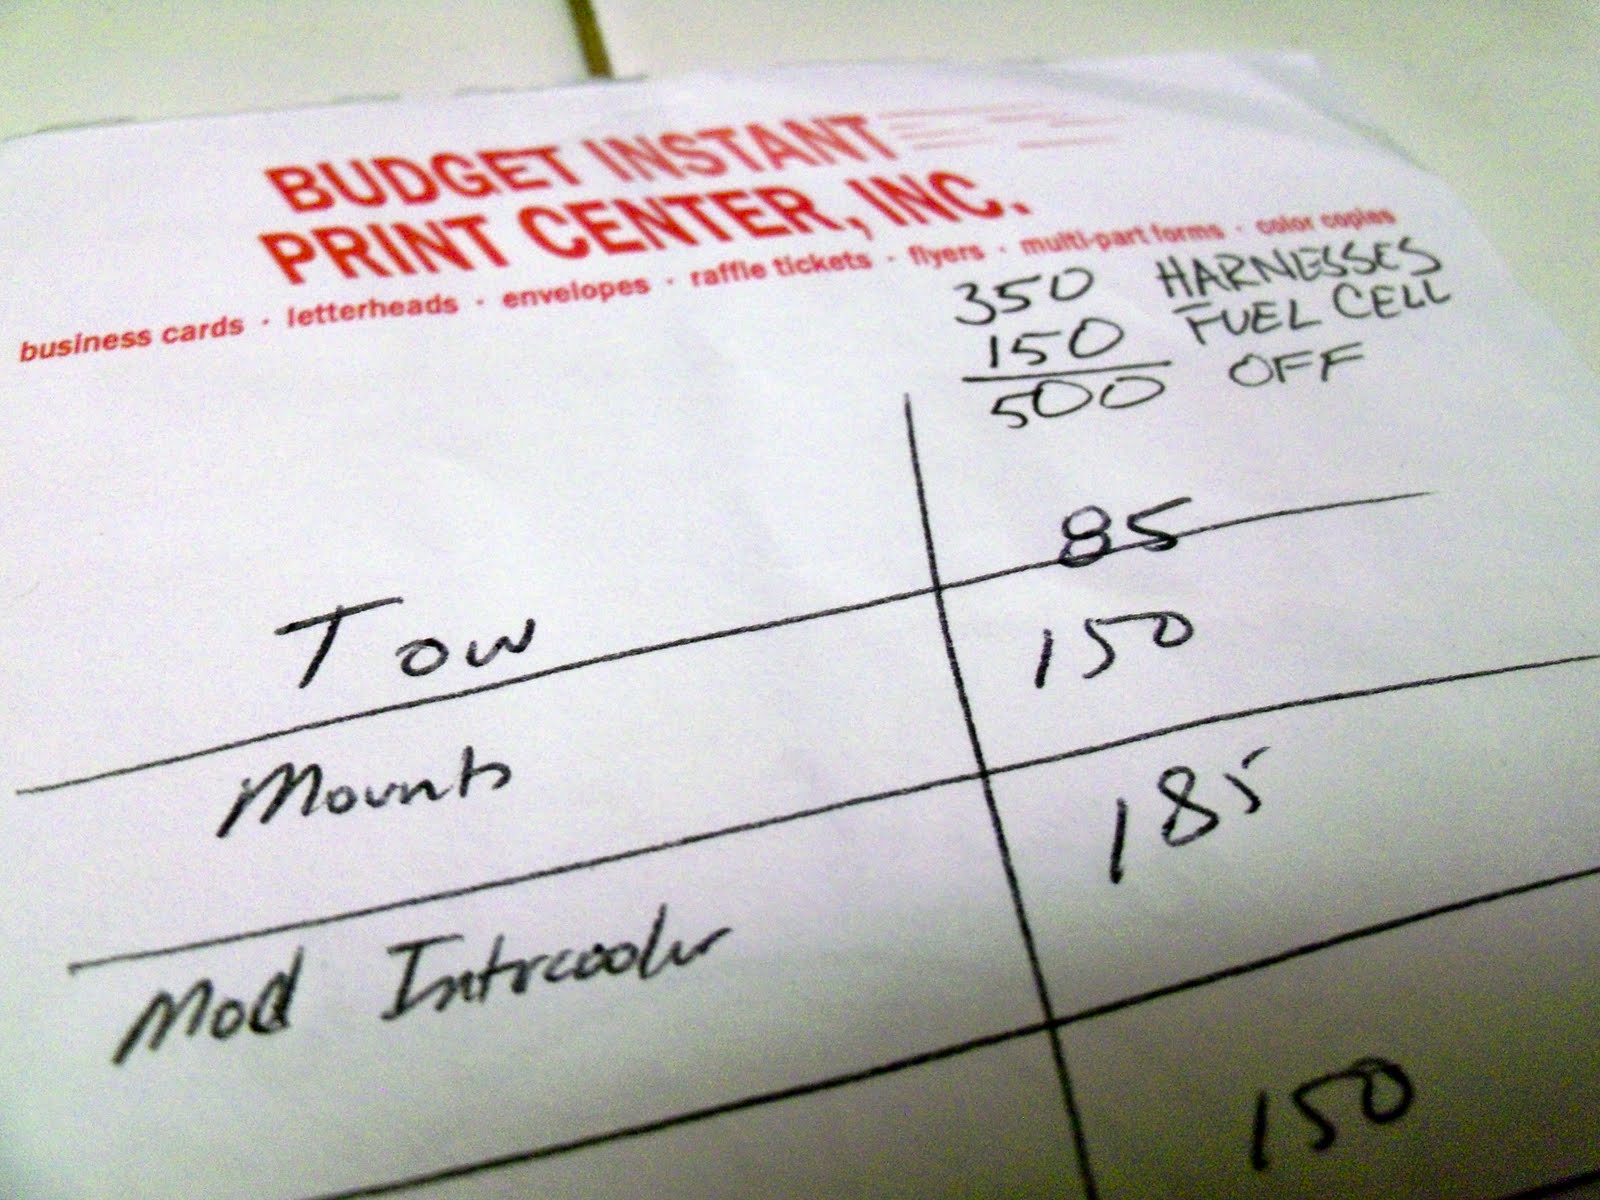 BUDGET INSTANT
PRINT CENTER, INC.
business cards · letterheads · envelopes · raffle tickets · flyers · multi-part forms · color copies
350 HARNESSES
150 FUEL CELL
500 OFF
Tow 85
Mounts 150
Mod Intrcooler 185
150